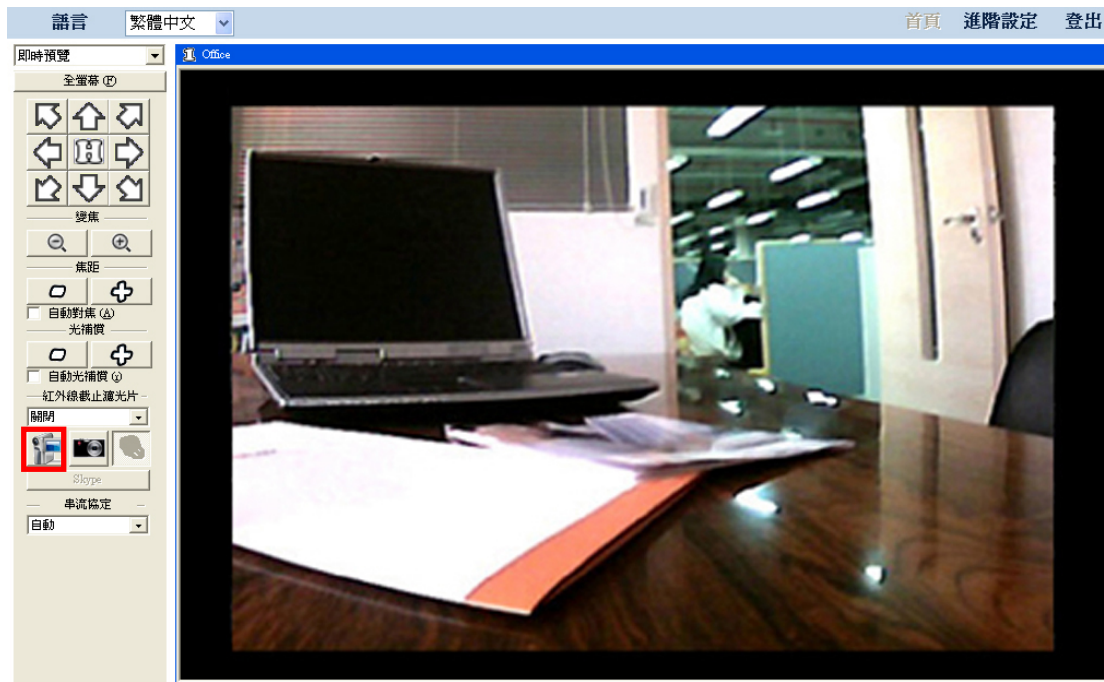 語言 繁體中文 首頁 進階設定 登出
即時預覽
Office
全螢幕 (F)
變焦
焦距
自動對焦 (A)
光補償
自動光補償 (y)
紅外線截止濾光片
關閉
Skype
串流協定
自動